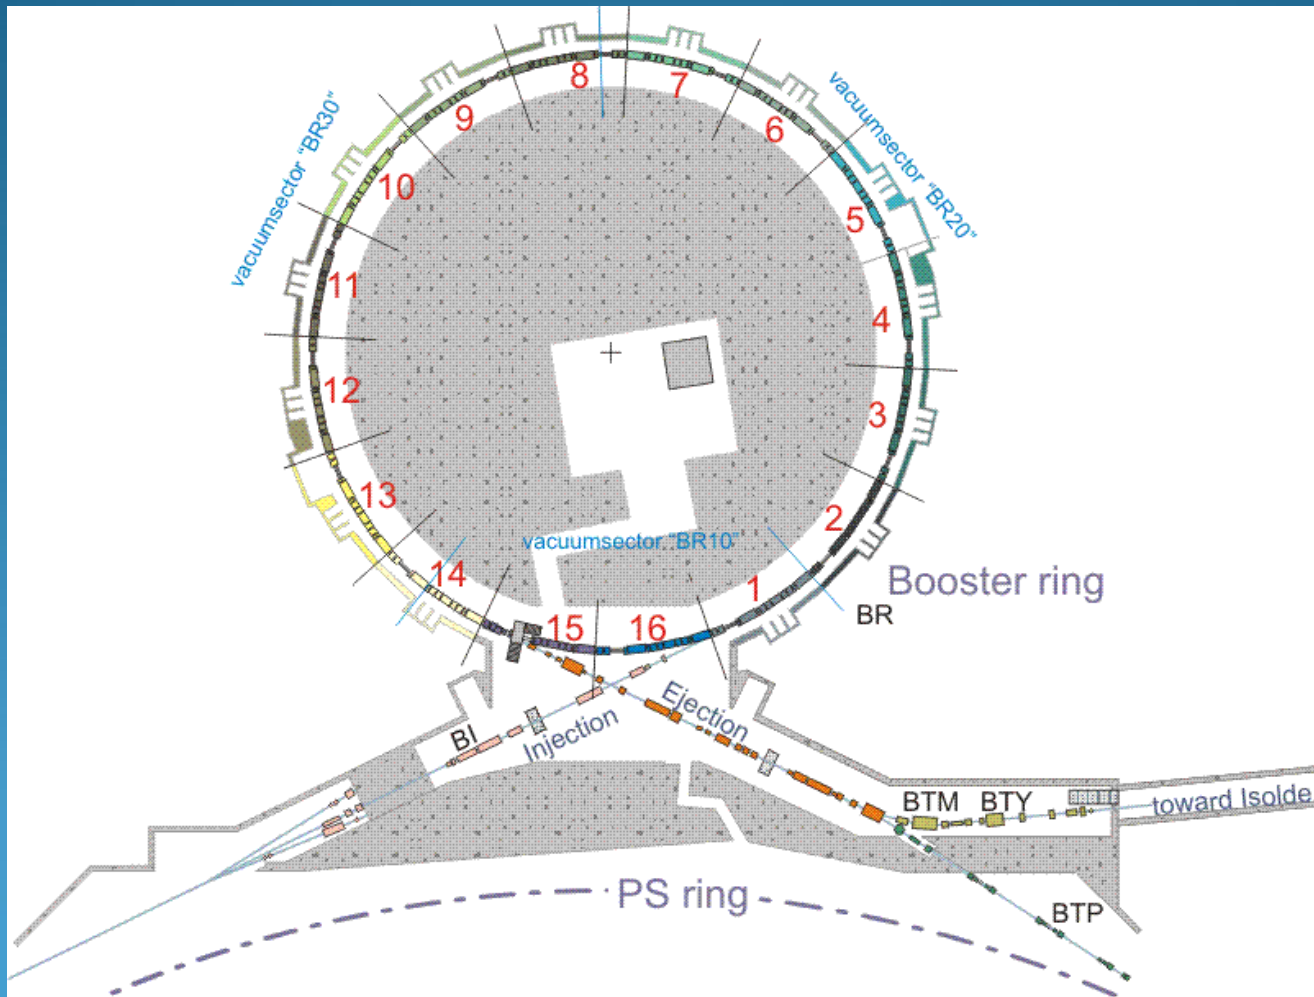 8
7
9
6
vacuumsector "BR30"
vacuumsector "BR20"
10
5
11
4
12
3
13
2
vacuumsector "BR10"
14
1
Booster ring
BR
15
16
Ejection
Injection
BI
BTM
BTY
toward Isolde
PS ring
BTP